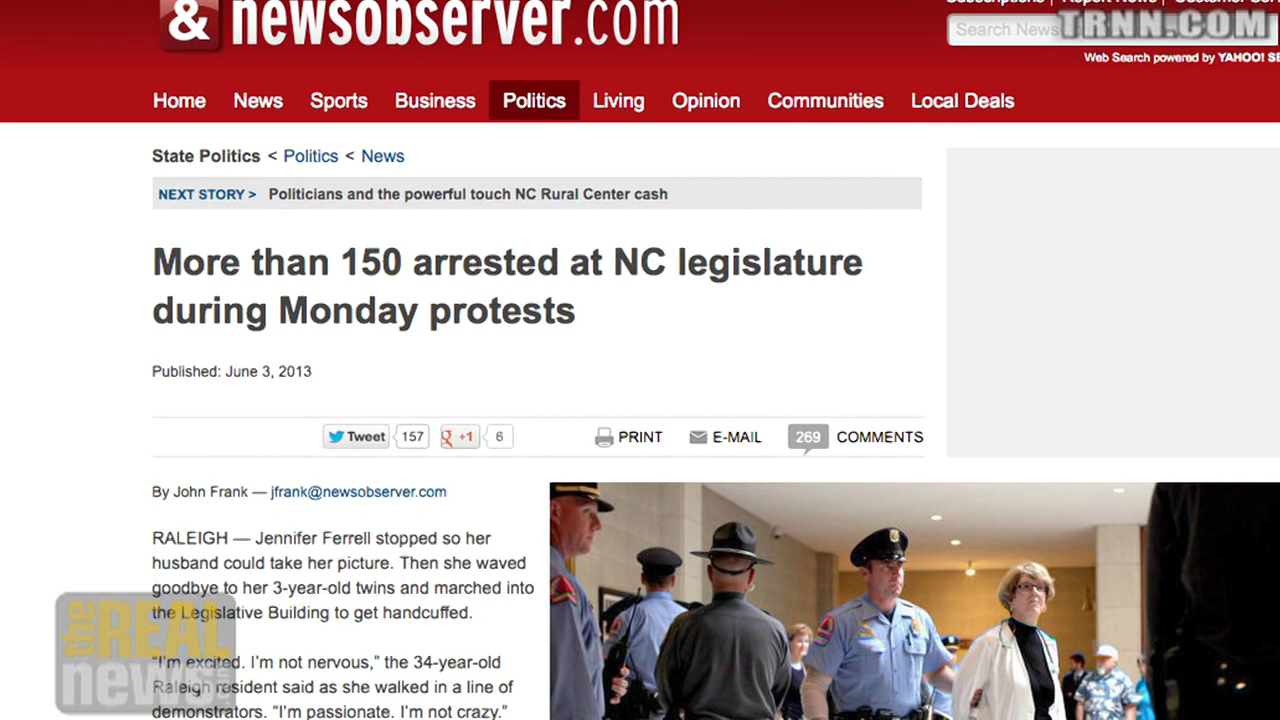 & newsobserver.com
Subscriptions | Report News | Customer Ser
TRNN.COM
Search News
Web Search powered by YAHOO! SE
Home News Sports Business Politics Living Opinion Communities Local Deals
State Politics < Politics < News
NEXT STORY > Politicians and the powerful touch NC Rural Center cash
More than 150 arrested at NC legislature
during Monday protests
Published: June 3, 2013
Tweet 157 +1 6 PRINT E-MAIL 269 COMMENTS
By John Frank — jfrank@newsobserver.com
RALEIGH — Jennifer Ferrell stopped so her
husband could take her picture. Then she waved
goodbye to her 3-year-old twins and marched into
the Legislative Building to get handcuffed.
“I'm excited. I'm not nervous,” the 34-year-old
Raleigh resident said as she walked in a line of
demonstrators. “I'm passionate. I'm not crazy.”
the REAL
news